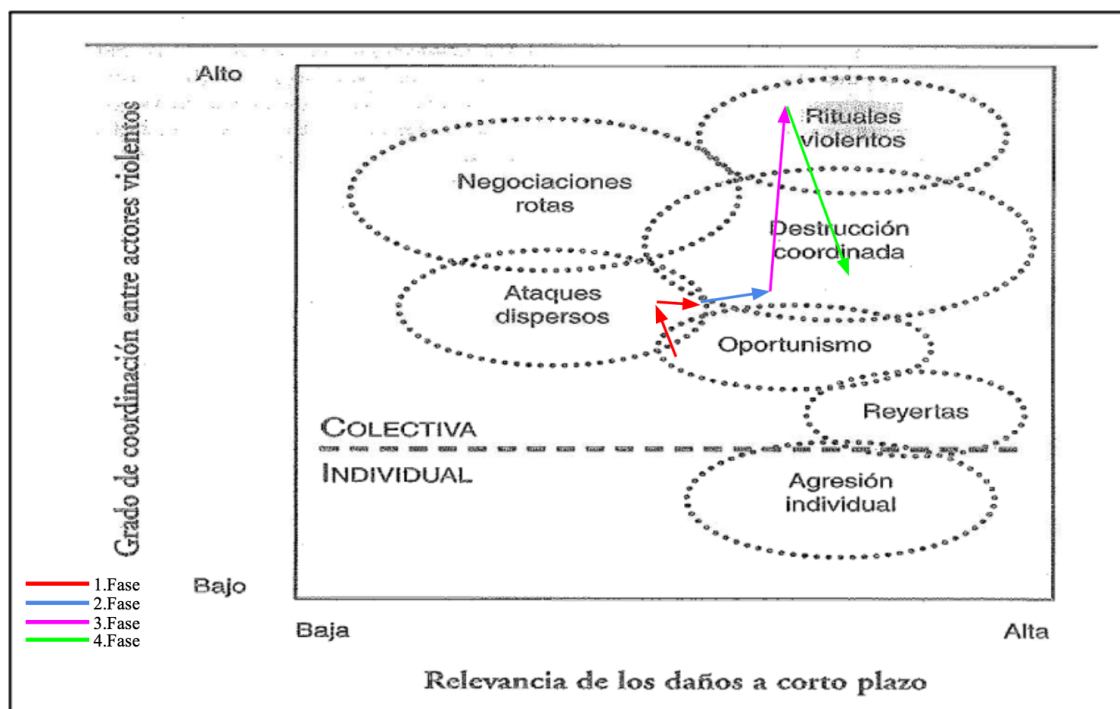 Alto
Grado de coordinación entre actores violentos
Rituales
violentos
Negociaciones
rotas
Destrucción
coordinada
Ataques
dispersos
Oportunismo
Reyertas
COLECTIVA
INDIVIDUAL
Agresión
individual
Bajo
1.Fase
2.Fase
3.Fase
4.Fase
Baja
Alta
Relevancia de los daños a corto plazo